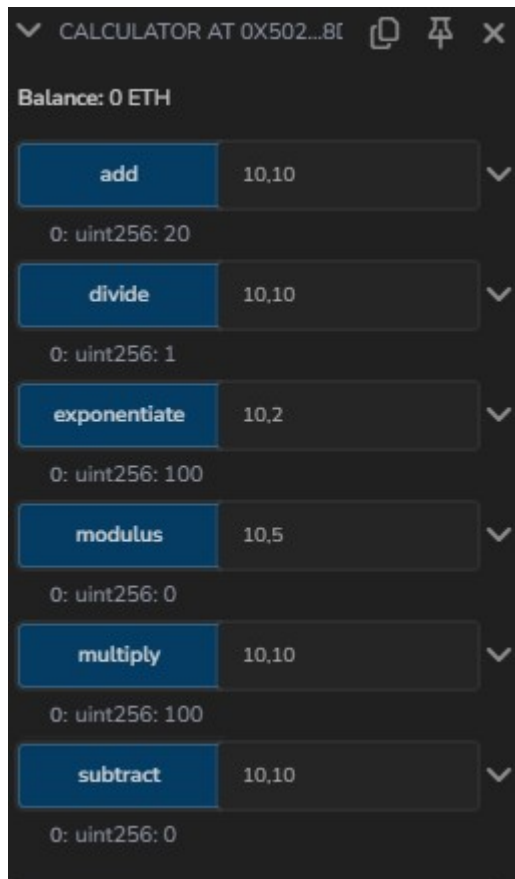 CALCULATOR AT 0X502...8D
Balance: 0 ETH
add 10,10
0: uint256: 20
divide 10,10
0: uint256: 1
exponentiate 10,2
0: uint256: 100
modulus 10,5
0: uint256: 0
multiply 10,10
0: uint256: 100
subtract 10,10
0: uint256: 0